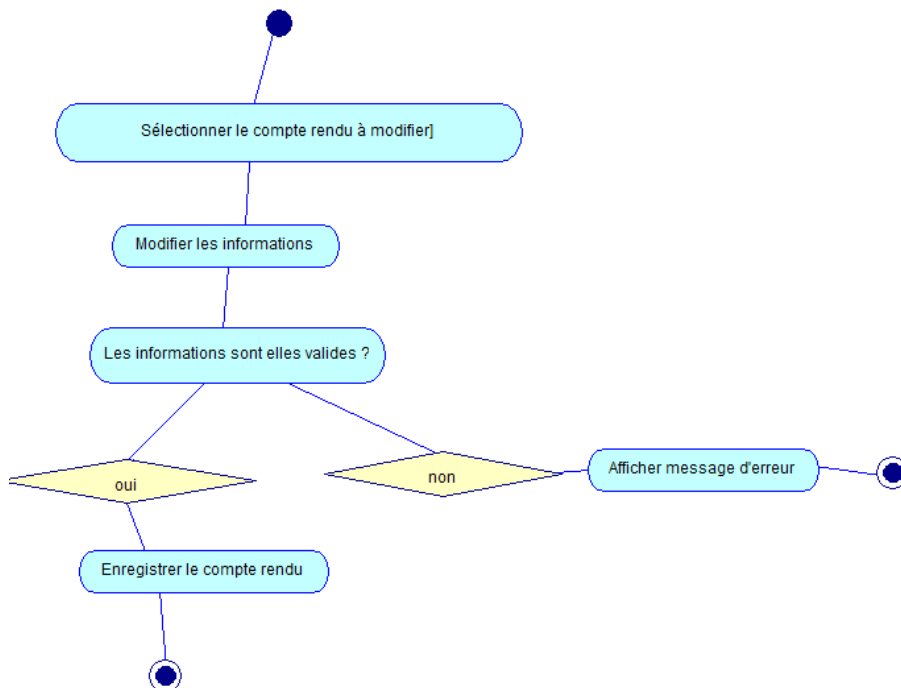 Sélectionner le compte rendu à modifier]
Modifier les informations
Les informations sont elles valides ?
oui
non
Afficher message d'erreur
Enregistrer le compte rendu